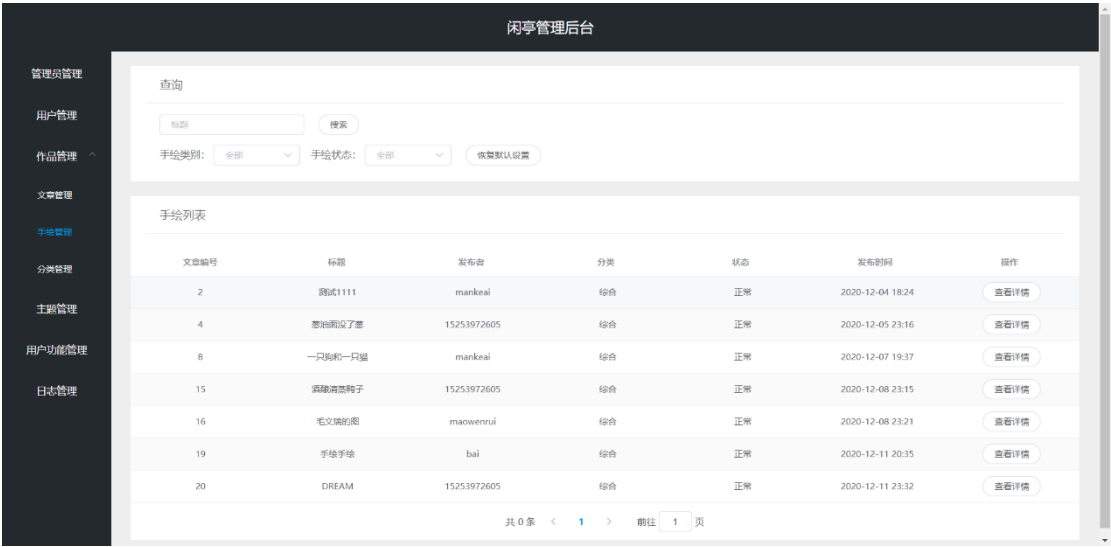 闲亭管理后台
管理员管理
用户管理
作品管理
文章管理
手绘管理
分类管理
主题管理
用户功能管理
日志管理
查询
标题 搜索
手绘类别： 全部 手绘状态： 全部 恢复默认设置
手绘列表
文章编号 标题 发布者 分类 状态 发布时间 操作
2 测试1111 mankeai 综合 正常 2020-12-04 18:24 查看详情
4 葱油面没了葱 15253972605 综合 正常 2020-12-05 23:16 查看详情
8 一只狗和一只猫 mankeai 综合 正常 2020-12-07 19:37 查看详情
15 酒酿清蒸鸭子 15253972605 综合 正常 2020-12-08 23:15 查看详情
16 毛文瑞的图 maowenrui 综合 正常 2020-12-08 23:21 查看详情
19 手绘手绘 bai 综合 正常 2020-12-11 20:35 查看详情
20 DREAM 15253972605 综合 正常 2020-12-11 23:32 查看详情
共 0 条 < 1 > 前往 1 页